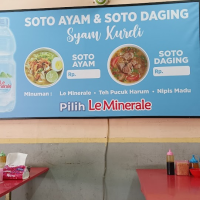 SOTO AYAM & SOTO DAGING
Syam Kurdi
SOTO
AYAM
Rp.
SOTO
DAGING
Rp.
Minuman : Le Minerale - Teh Pucuk Harum - Nipis Madu
Pilih Le Minerale